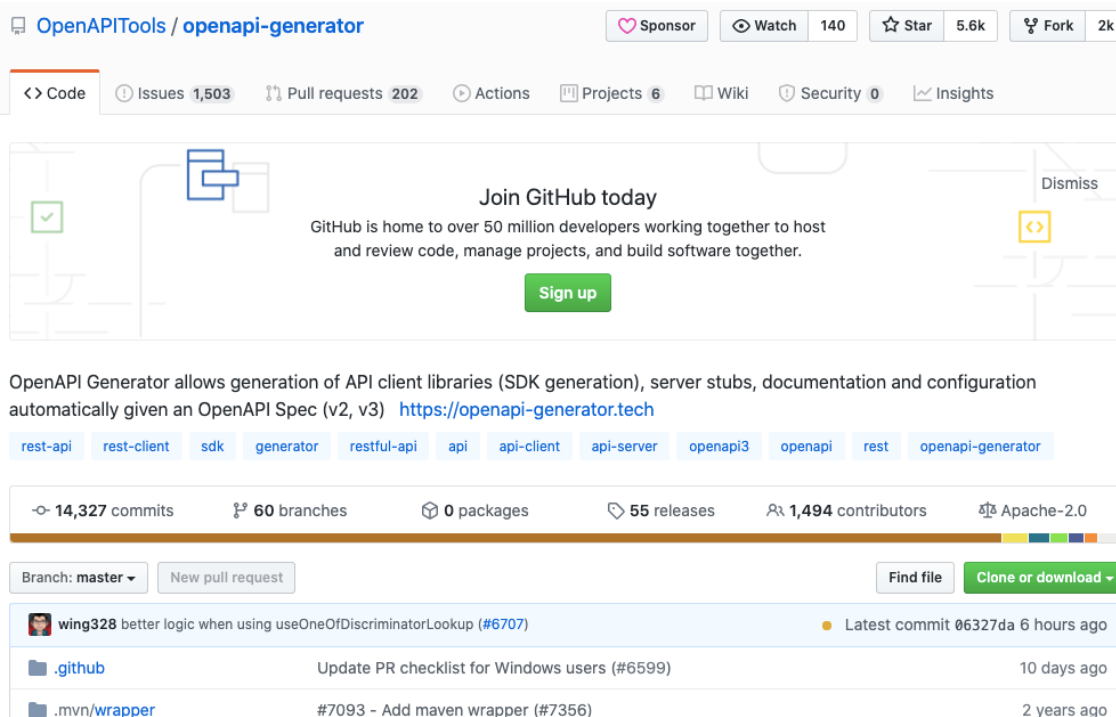 OpenAPITools / openapi-generator
Sponsor Watch 140 Star 5.6k Fork 2k
Code Issues 1,503 Pull requests 202 Actions Projects 6 Wiki Security 0 Insights
Dismiss
Join GitHub today
GitHub is home to over 50 million developers working together to host
and review code, manage projects, and build software together.
Sign up
OpenAPI Generator allows generation of API client libraries (SDK generation), server stubs, documentation and configuration
automatically given an OpenAPI Spec (v2, v3) https://openapi-generator.tech
rest-api rest-client sdk generator restful-api api api-client api-server openapi3 openapi rest openapi-generator
14,327 commits 60 branches 0 packages 55 releases 1,494 contributors Apache-2.0
Branch: master New pull request Find file Clone or download
wing328 better logic when using useOneOfDiscriminatorLookup (#6707) Latest commit 06327da 6 hours ago
.github Update PR checklist for Windows users (#6599) 10 days ago
.mvn/wrapper #7093 - Add maven wrapper (#7356) 2 years ago